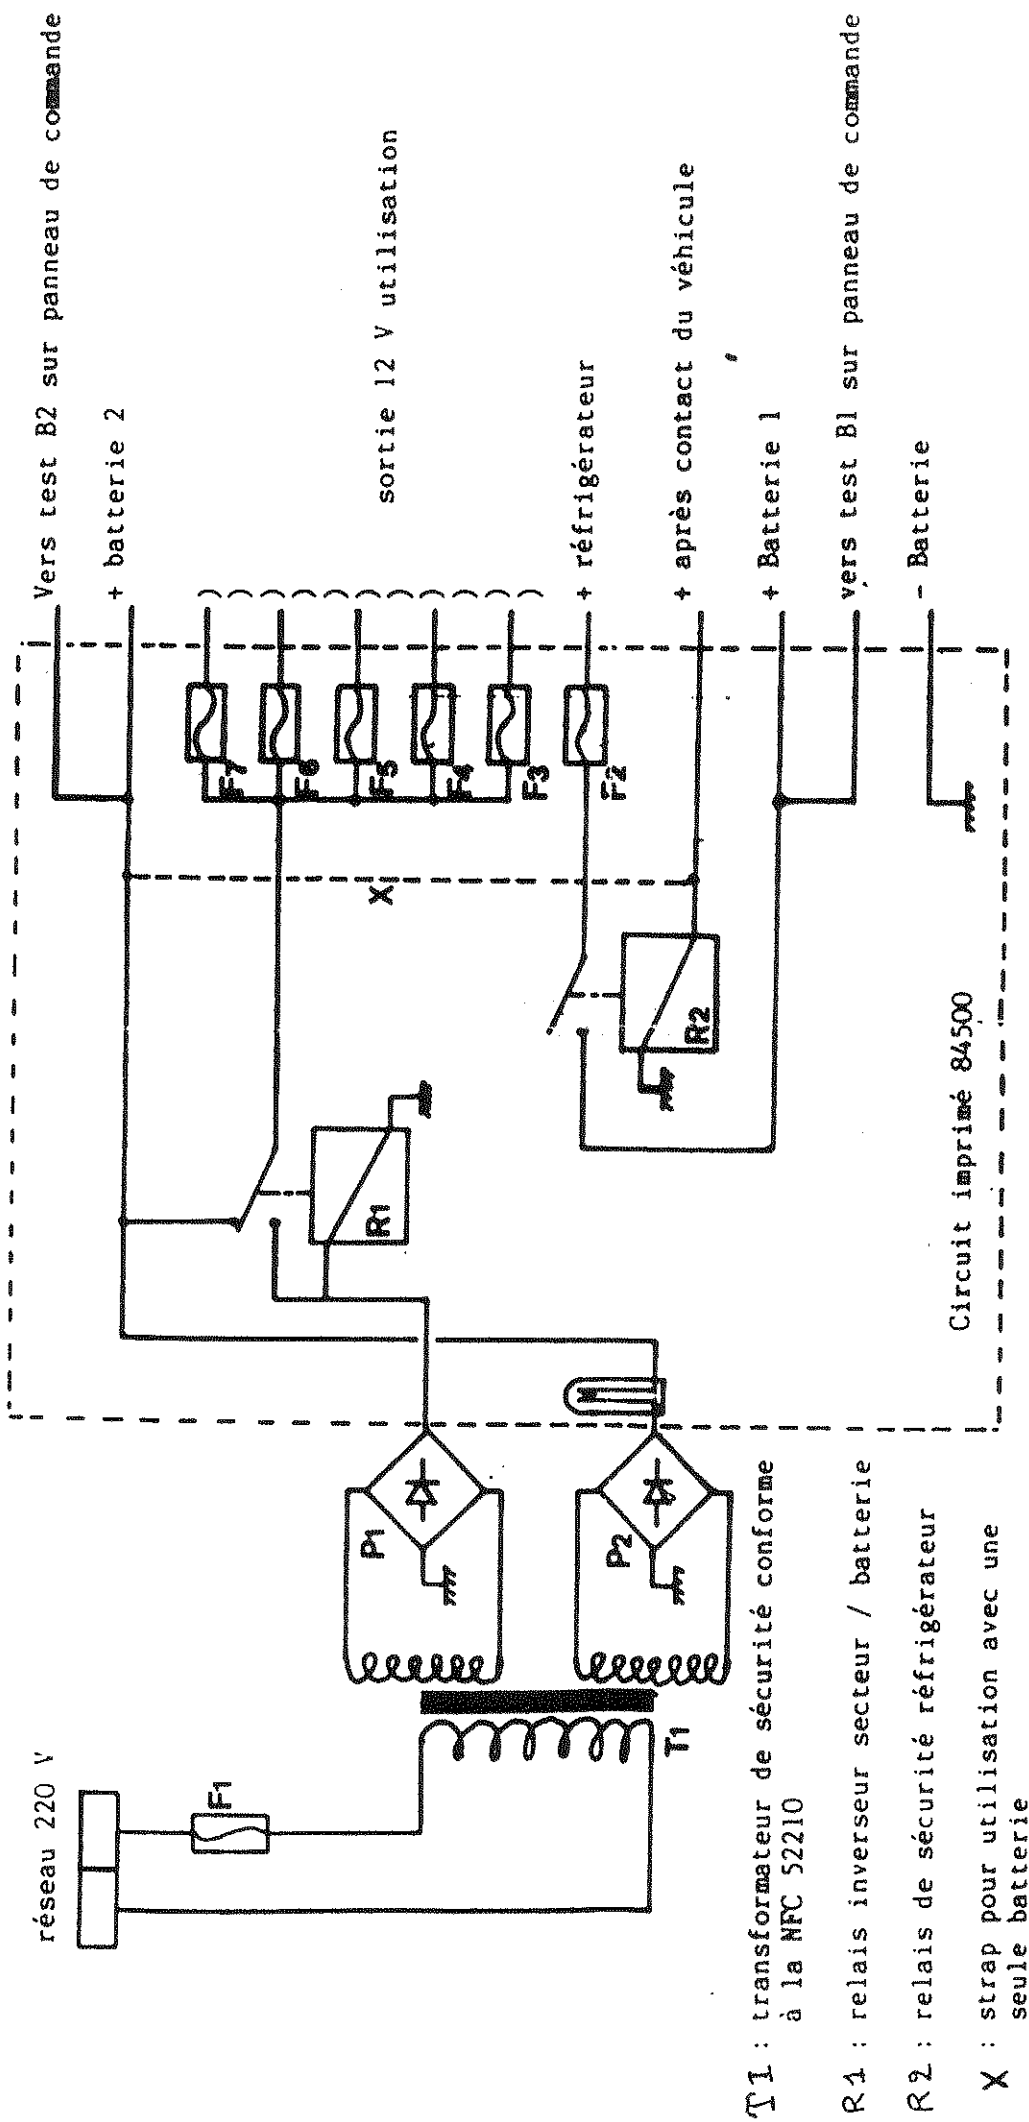 réseau 220 V
F1
T1
P1
P2
R1
R2
X
F7
F6
F5
F4
F3
F2
Vers test B2 sur panneau de commande
+ batterie 2
sortie 12 V utilisation
+ réfrigérateur
+ après contact du véhicule
+ Batterie 1
vers test B1 sur panneau de commande
- Batterie
Circuit imprimé 84500
T1 : transformateur de sécurité conforme
à la NFC 52210
R1 : relais inverseur secteur / batterie
R2 : relais de sécurité réfrigérateur
X : strap pour utilisation avec une
seule batterie